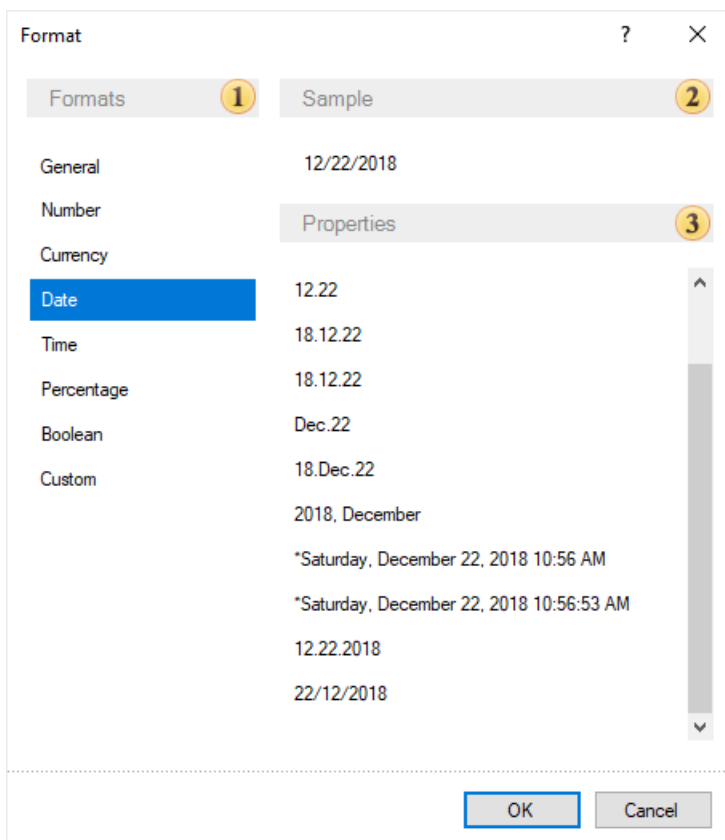 Format ?
Formats 1
Sample 2
General
Number
Currency
Date
Time
Percentage
Boolean
Custom
12/22/2018
Properties 3
12.22
18.12.22
18.12.22
Dec.22
18.Dec.22
2018, December
*Saturday, December 22, 2018 10:56 AM
*Saturday, December 22, 2018 10:56:53 AM
12.22.2018
22/12/2018
OK
Cancel